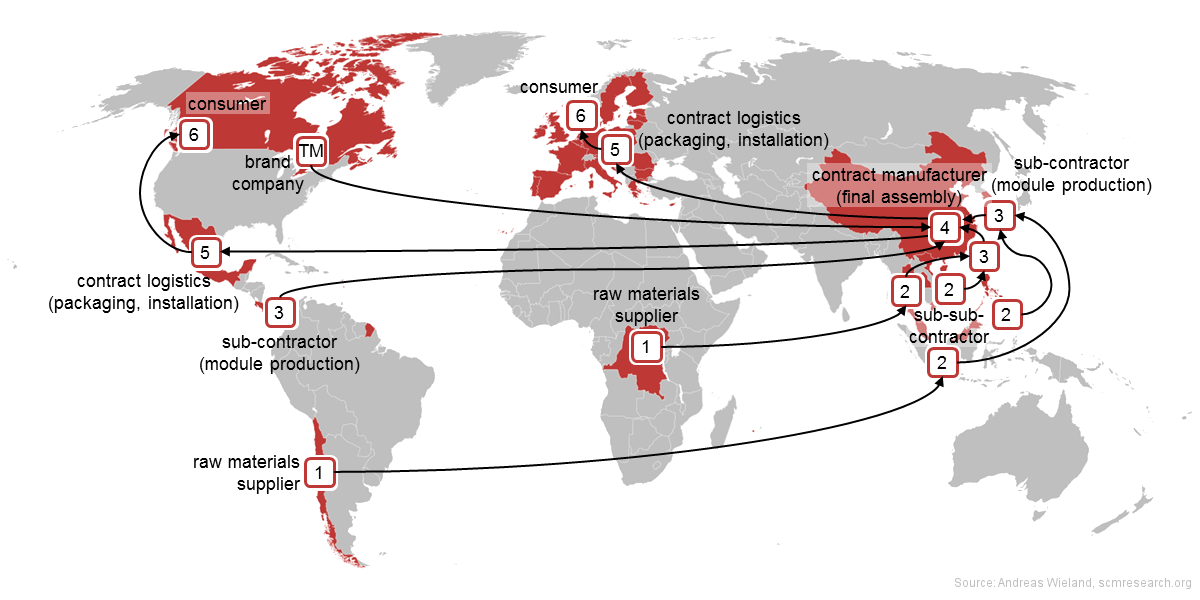 consumer
6
brand
company
TM
consumer
6
contract logistics
(packaging, installation)
5
contract manufacturer
(final assembly)
4
sub-contractor
(module production)
3
3
5
contract logistics
(packaging, installation)
3
sub-contractor
(module production)
raw materials
supplier
1
2
2
2
sub-sub-
contractor
2
raw materials
supplier
1
Source: Andreas Wieland, scmresearch.org